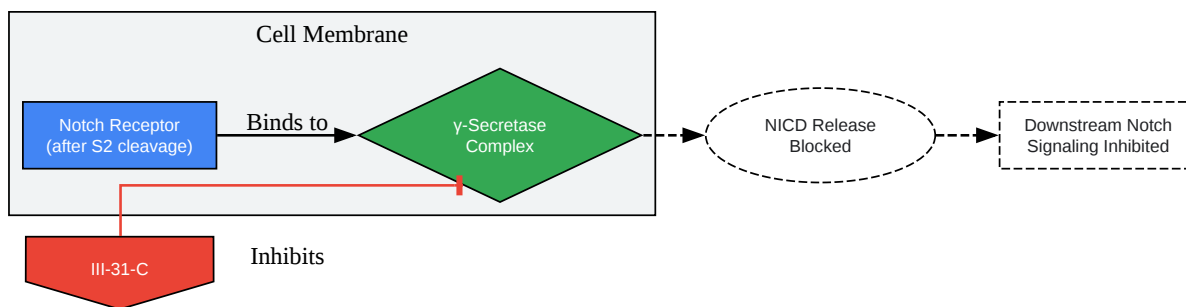 Cell Membrane
Notch Receptor
(after S2 cleavage)
Binds to
γ-Secretase
Complex
NICD Release
Blocked
Downstream Notch
Signaling Inhibited
III-31-C
Inhibits